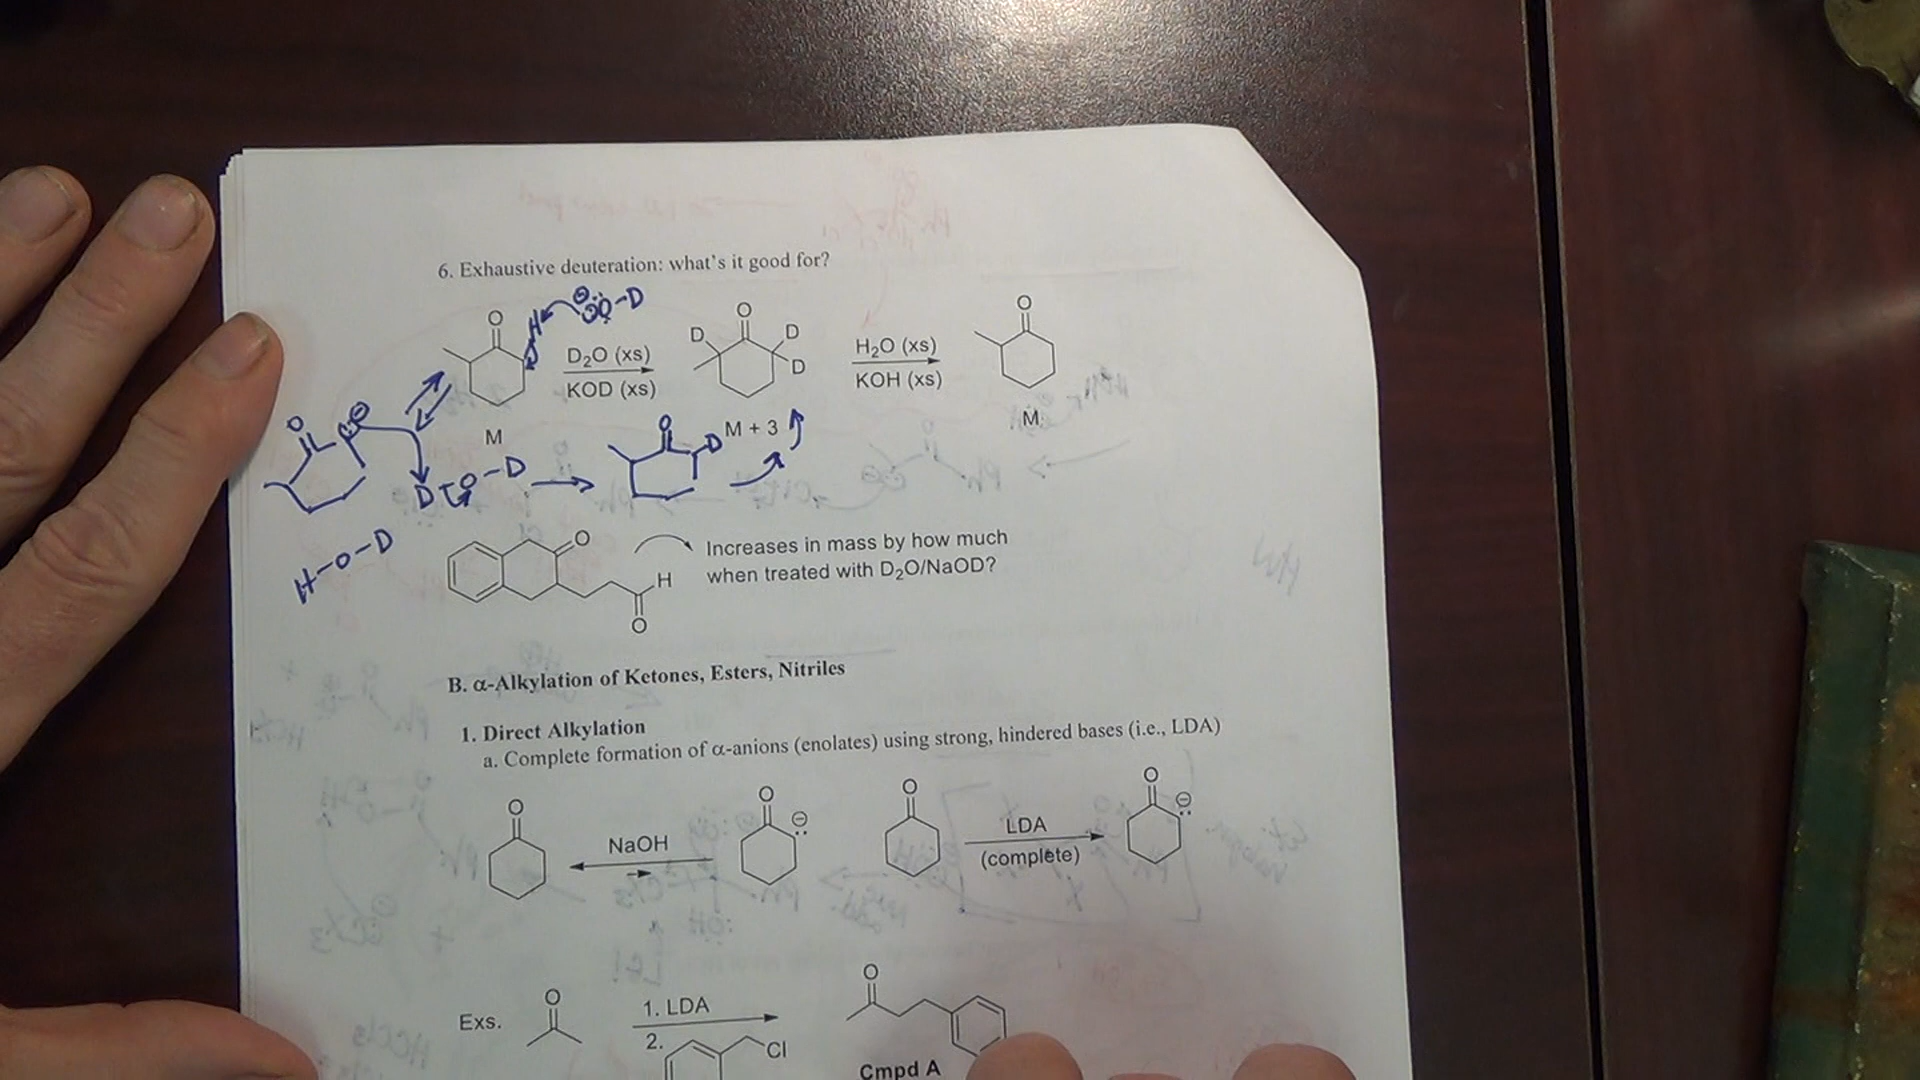 6. Exhaustive deuteration: what's it good for?
O
H
⊖
:O-D
D2O (xs)
KOD (xs)
O
D
D
D
H2O (xs)
KOH (xs)
O
M
M + 3
M
O
⊖
D-O-D
O
D
H-O-D
O
H
O
Increases in mass by how much
when treated with D2O/NaOD?
B. α-Alkylation of Ketones, Esters, Nitriles
1. Direct Alkylation
a. Complete formation of α-anions (enolates) using strong, hindered bases (i.e., LDA)
O
NaOH
O
⊖
O
LDA
(complete)
O
⊖
Exs.
O
1. LDA
2.
Cl
O
Cmpd A